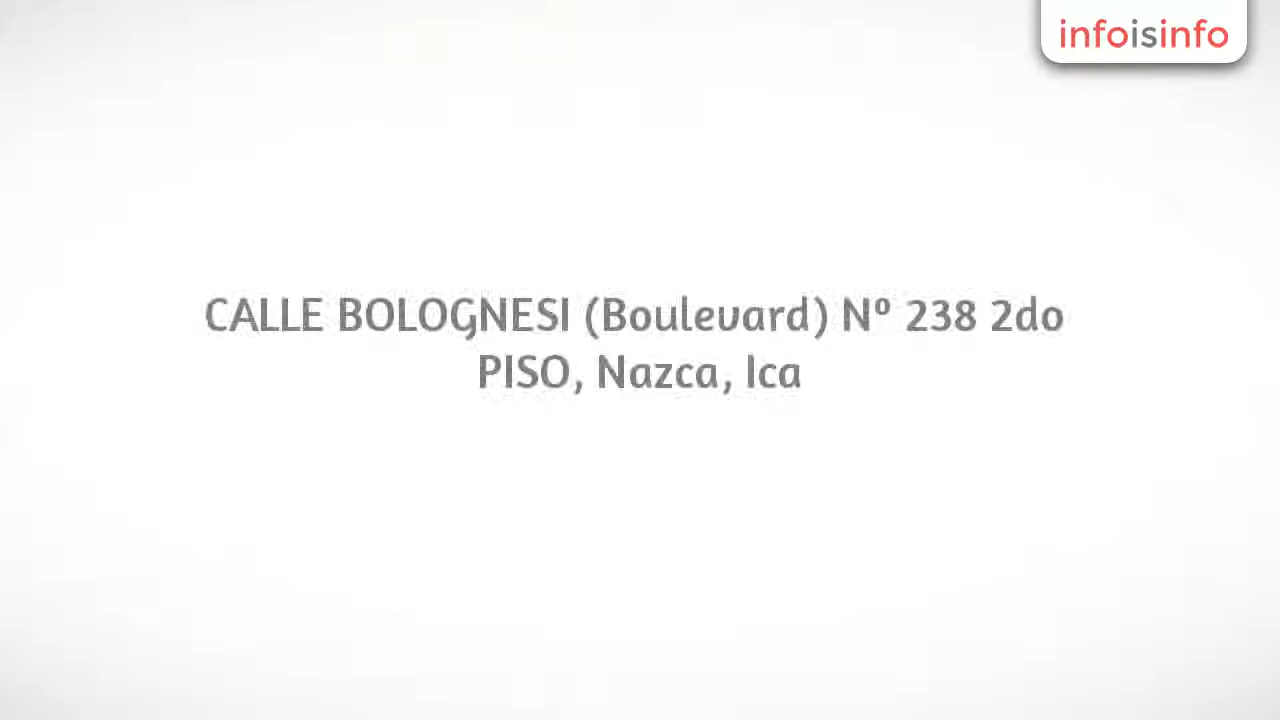 infoisinfo
CALLE BOLOGNESI (Boulevard) Nº 238 2do
PISO, Nazca, Ica